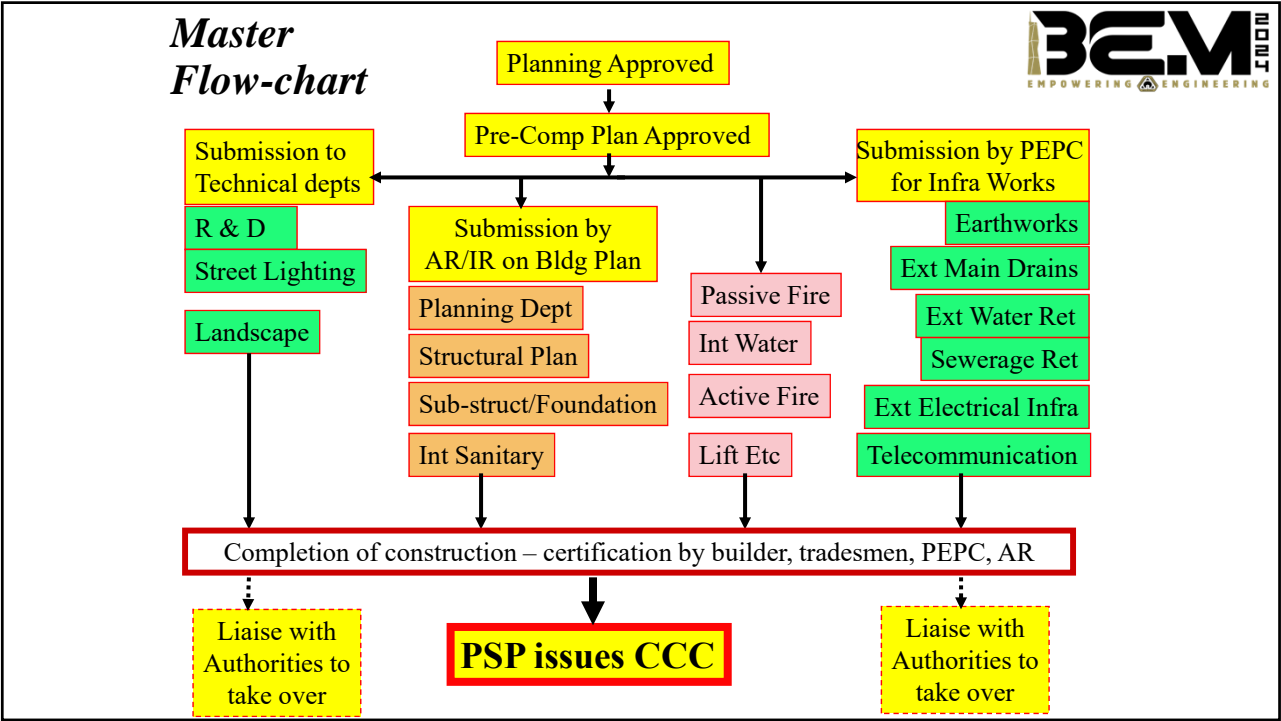 Master
Flow-chart
BEM
2021
EMPOWERING ENGINEERING
Planning Approved
Pre-Comp Plan Approved
Submission to
Technical depts
R & D
Street Lighting
Landscape
Submission by
AR/IR on Bldg Plan
Planning Dept
Structural Plan
Sub-struct/Foundation
Int Sanitary
Passive Fire
Int Water
Active Fire
Lift Etc
Submission by PEPC
for Infra Works
Earthworks
Ext Main Drains
Ext Water Ret
Sewerage Ret
Ext Electrical Infra
Telecommunication
Completion of construction – certification by builder, tradesmen, PEPC, AR
Liaise with
Authorities to
take over
PSP issues CCC
Liaise with
Authorities to
take over